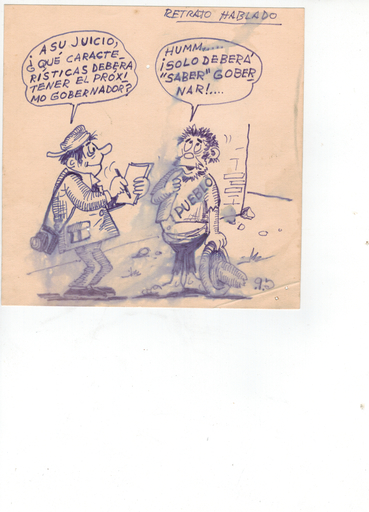 RETRATO HABLADO
A SU JUICIO,
¿QUÉ CARACTE-
RÍSTICAS DEBERA
TENER EL PRÓXI
MO GOBERNADOR?
HUMM.....
¡SOLO DEBERÁ
"SABER" GOBER-
NAR!....
PUEBLO